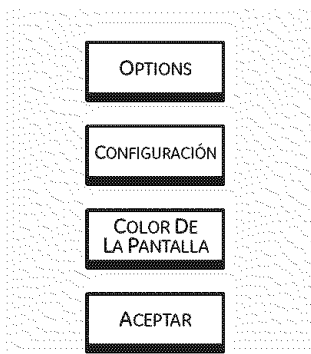 OPTIONS
CONFIGURACIÓN
COLOR DE
LA PANTALLA
ACEPTAR